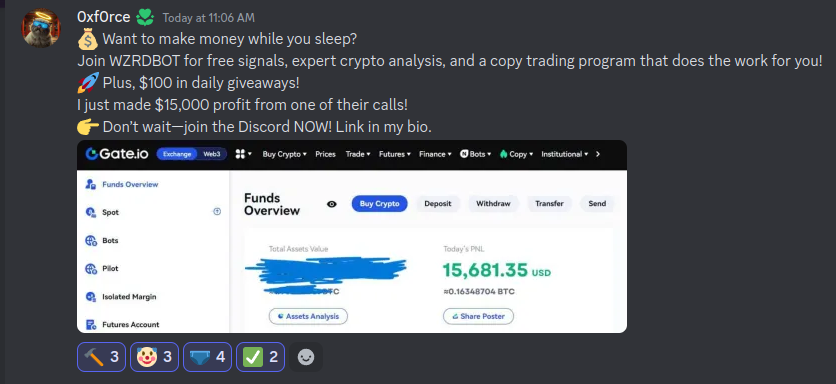 0xf0rce Today at 11:06 AM
💰 Want to make money while you sleep?
Join WZRDBOT for free signals, expert crypto analysis, and a copy trading program that does the work for you!
🚀 Plus, $100 in daily giveaways!
I just made $15,000 profit from one of their calls!
👉 Don't wait—join the Discord NOW! Link in my bio.
Gate.io Exchange Web3 Buy Crypto Prices Trade Futures Finance Bots Copy Institutional
Funds Overview
Spot
Bots
Pilot
Isolated Margin
Futures Account
Funds
Overview
Buy Crypto Deposit Withdraw Transfer Send
Total Assets Value
Today's PNL
15,681.35 USD
≈0.16348704 BTC
Assets Analysis
Share Poster
3 3 4 2